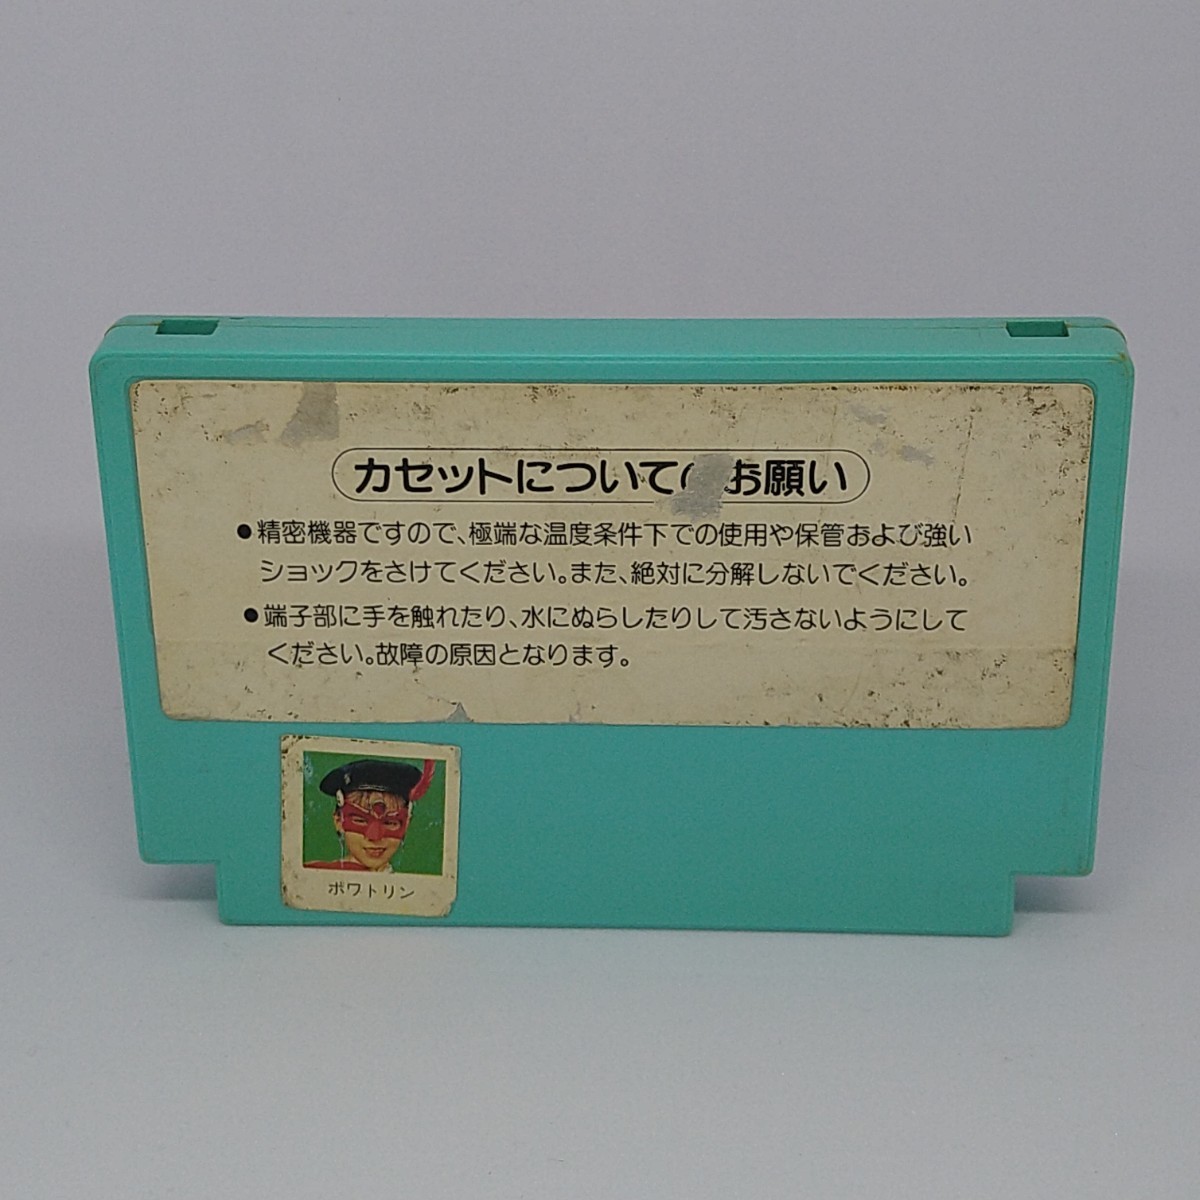 カセットについて お願い
●精密機器ですので、極端な温度条件下での使用や保管および強い
ショックをさけてください。また、絶対に分解しないでください。
●端子部に手を触れたり、水にぬらしたりして汚さないようにして
ください。故障の原因となります。
ポワトリン